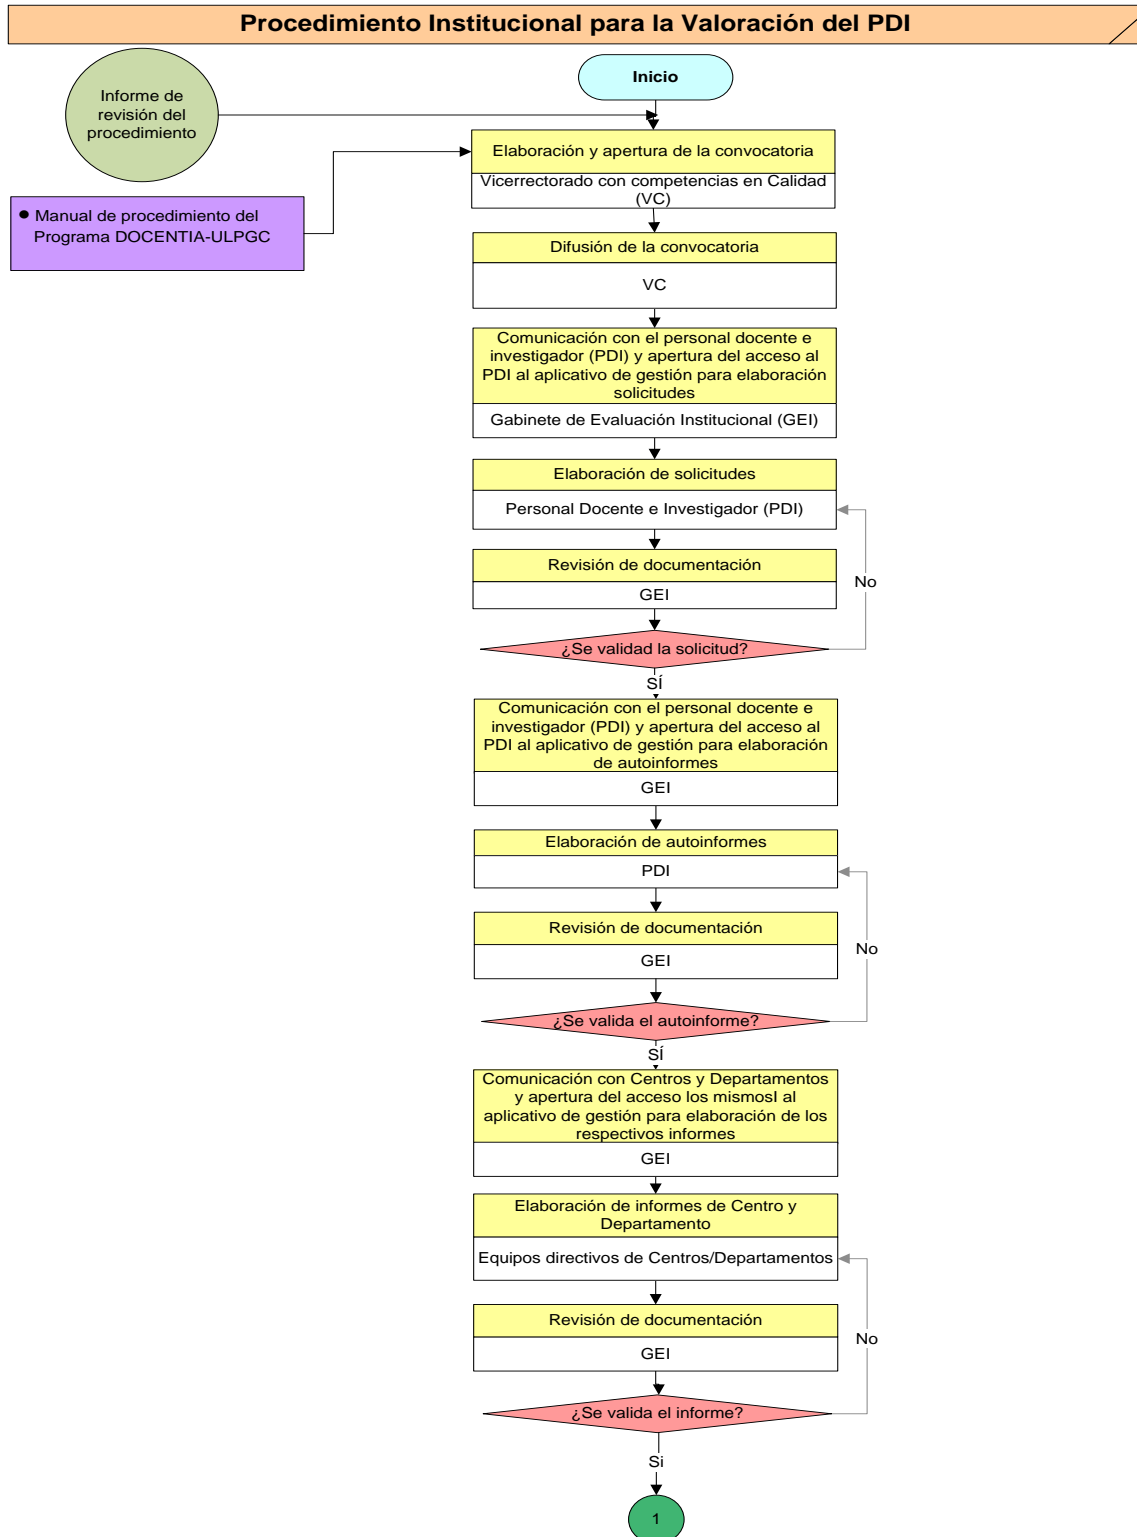 Procedimiento Institucional para la Valoración del PDI
Informe de
revisión del
procedimiento
Inicio
Elaboración y apertura de la convocatoria
Vicerrectorado con competencias en Calidad
(VC)
● Manual de procedimiento del
Programa DOCENTIA-ULPGC
Difusión de la convocatoria
VC
Comunicación con el personal docente e
investigador (PDI) y apertura del acceso al
PDI al aplicativo de gestión para elaboración
solicitudes
Gabinete de Evaluación Institucional (GEI)
Elaboración de solicitudes
Personal Docente e Investigador (PDI)
Revisión de documentación
GEI
No
¿Se validad la solicitud?
SÍ
Comunicación con el personal docente e
investigador (PDI) y apertura del acceso al
PDI al aplicativo de gestión para elaboración
de autoinformes
GEI
Elaboración de autoinformes
PDI
Revisión de documentación
GEI
No
¿Se valida el autoinforme?
SÍ
Comunicación con Centros y Departamentos
y apertura del acceso los mismosI al
aplicativo de gestión para elaboración de los
respectivos informes
GEI
Elaboración de informes de Centro y
Departamento
Equipos directivos de Centros/Departamentos
Revisión de documentación
GEI
No
¿Se valida el informe?
Si
1